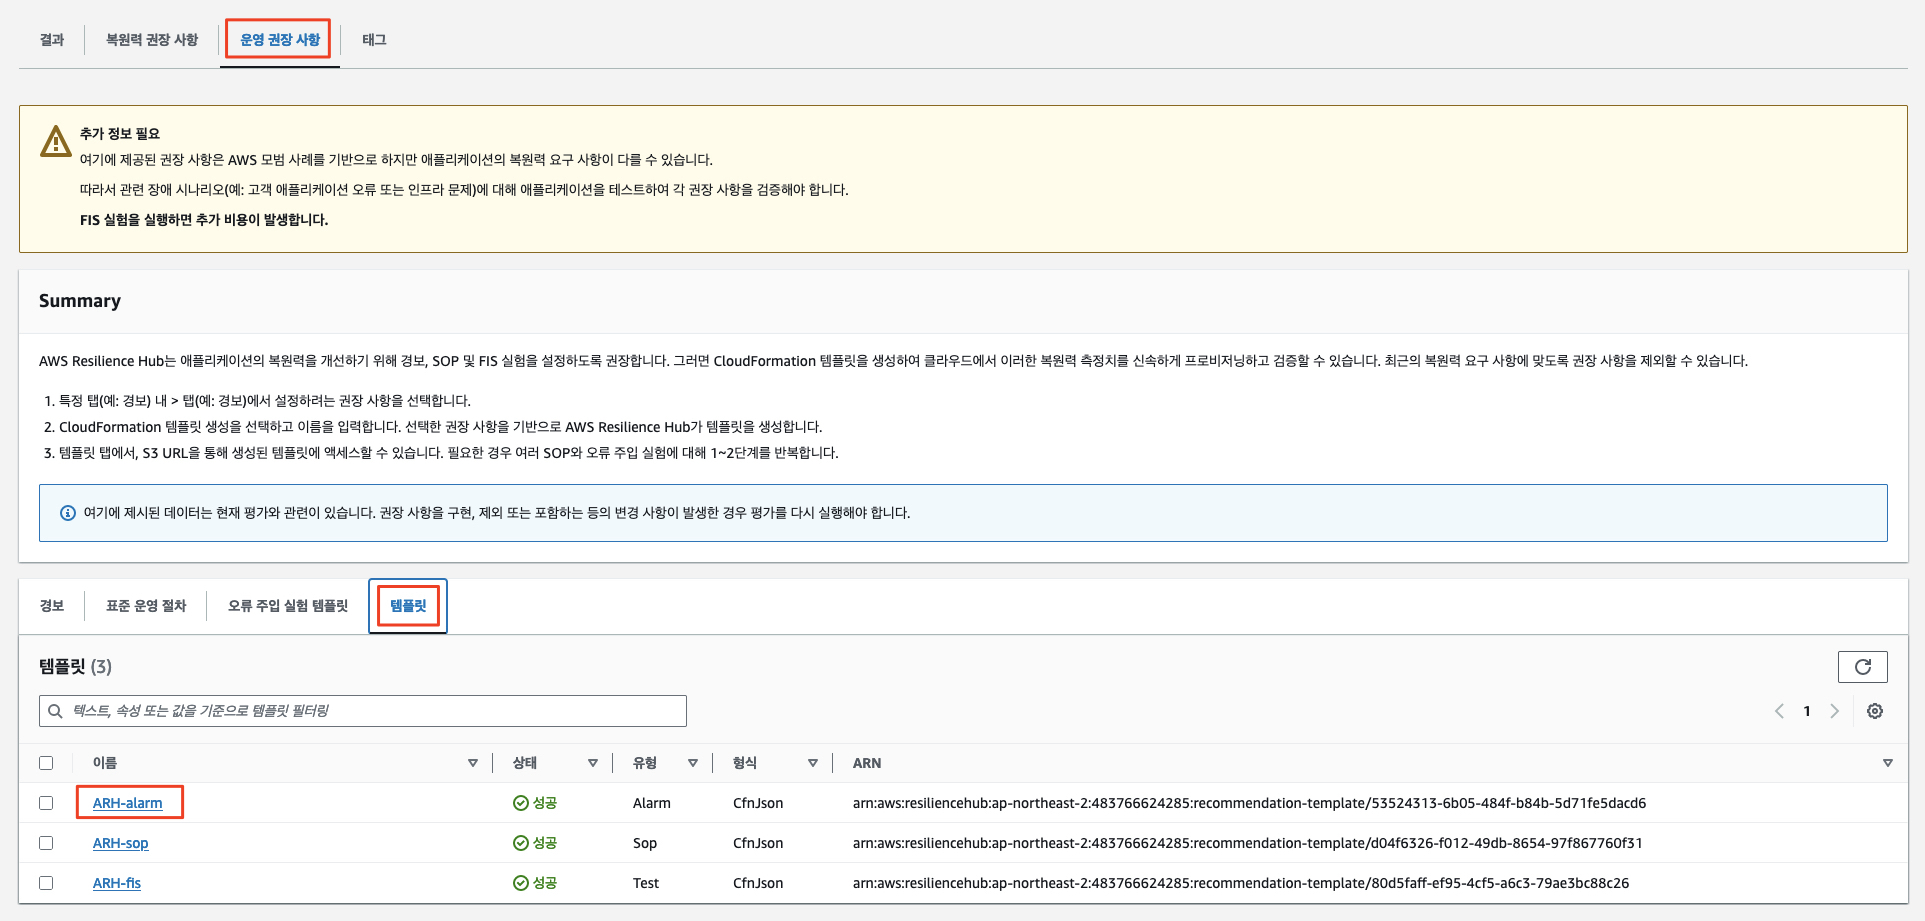 결과
복원력 권장 사항
운영 권장 사항
태그
추가 정보 필요
여기에 제공된 권장 사항은 AWS 모범 사례를 기반으로 하지만 애플리케이션의 복원력 요구 사항이 다를 수 있습니다.
따라서 관련 장애 시나리오(예: 고객 애플리케이션 오류 또는 인프라 문제)에 대해 애플리케이션을 테스트하여 각 권장 사항을 검증해야 합니다.
FIS 실험을 실행하면 추가 비용이 발생합니다.
Summary
AWS Resilience Hub는 애플리케이션의 복원력을 개선하기 위해 경보, SOP 및 FIS 실험을 설정하도록 권장합니다. 그러면 CloudFormation 템플릿을 생성하여 클라우드에서 이러한 복원력 측정치를 신속하게 프로비저닝하고 검증할 수 있습니다. 최근의 복원력 요구 사항에 맞도록 권장 사항을 제외할 수 있습니다.
1. 특정 탭(예: 경보) 내 > 탭(예: 경보)에서 설정하려는 권장 사항을 선택합니다.
2. CloudFormation 템플릿 생성을 선택하고 이름을 입력합니다. 선택한 권장 사항을 기반으로 AWS Resilience Hub가 템플릿을 생성합니다.
3. 템플릿 탭에서, S3 URL을 통해 생성된 템플릿에 액세스할 수 있습니다. 필요한 경우 여러 SOP와 오류 주입 실험에 대해 1~2단계를 반복합니다.
여기에 제시된 데이터는 현재 평가와 관련이 있습니다. 권장 사항을 구현, 제외 또는 포함하는 등의 변경 사항이 발생한 경우 평가를 다시 실행해야 합니다.
경보
표준 운영 절차
오류 주입 실험 템플릿
템플릿
템플릿 (3)
텍스트, 속성 또는 값을 기준으로 템플릿 필터링
1
이름 상태 유형 형식 ARN
ARH-alarm 성공 Alarm CfnJson arn:aws:resiliencehub:ap-northeast-2:483766624285:recommendation-template/53524313-6b05-484f-b84b-5d71fe5dacd6
ARH-sop 성공 Sop CfnJson arn:aws:resiliencehub:ap-northeast-2:483766624285:recommendation-template/d04f6326-f012-49db-8654-97f867760f31
ARH-fis 성공 Test CfnJson arn:aws:resiliencehub:ap-northeast-2:483766624285:recommendation-template/80d5faff-ef95-4cf5-a6c3-79ae3bc88c26